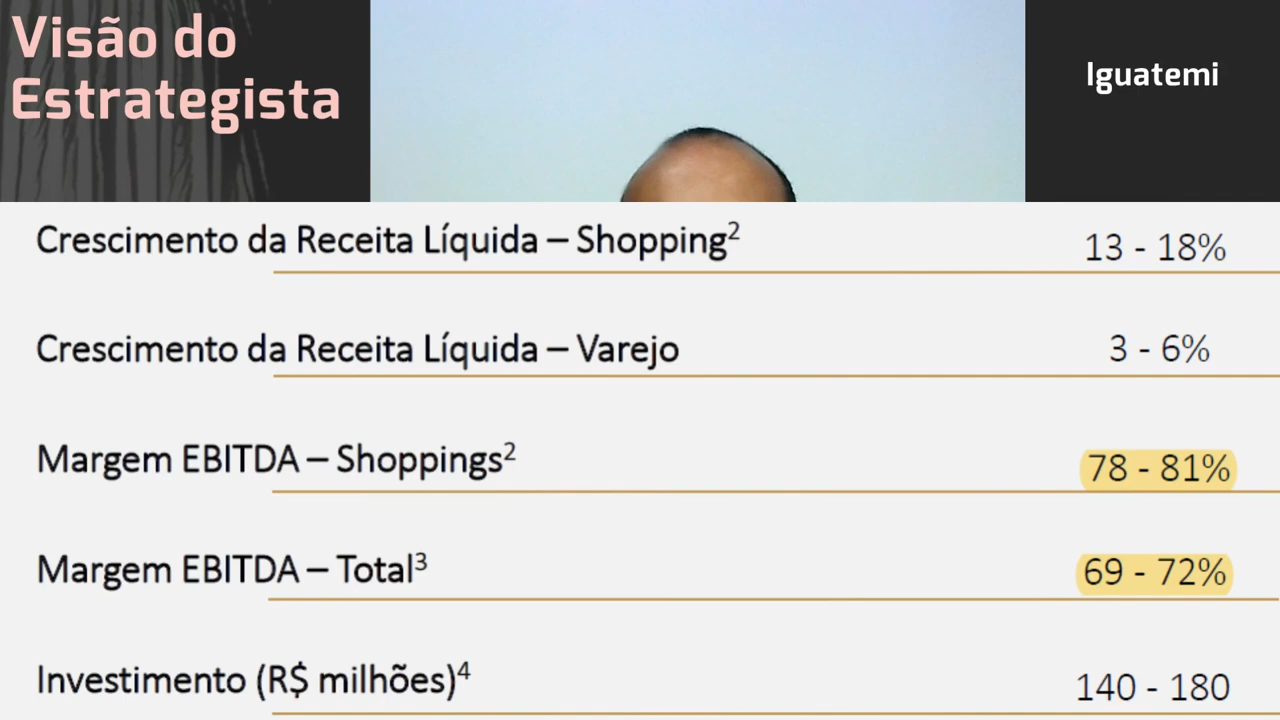 Visão do
Estrategista
Iguatemi
Crescimento da Receita Líquida – Shopping² 13 - 18%
Crescimento da Receita Líquida – Varejo 3 - 6%
Margem EBITDA – Shoppings² 78 - 81%
Margem EBITDA – Total³ 69 - 72%
Investimento (R$ milhões)⁴ 140 - 180